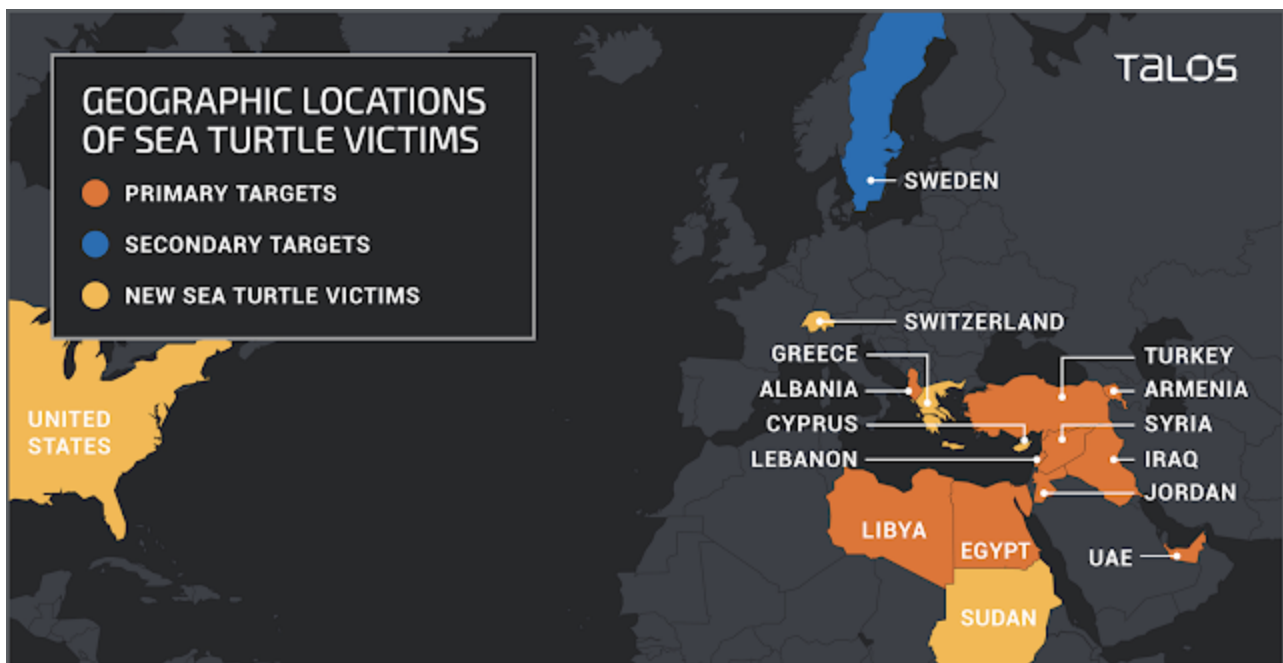 TALOS
GEOGRAPHIC LOCATIONS
OF SEA TURTLE VICTIMS
PRIMARY TARGETS
SECONDARY TARGETS
NEW SEA TURTLE VICTIMS
SWEDEN
SWITZERLAND
GREECE
TURKEY
ALBANIA
ARMENIA
CYPRUS
SYRIA
LEBANON
IRAQ
JORDAN
UNITED
STATES
LIBYA
EGYPT
UAE
SUDAN